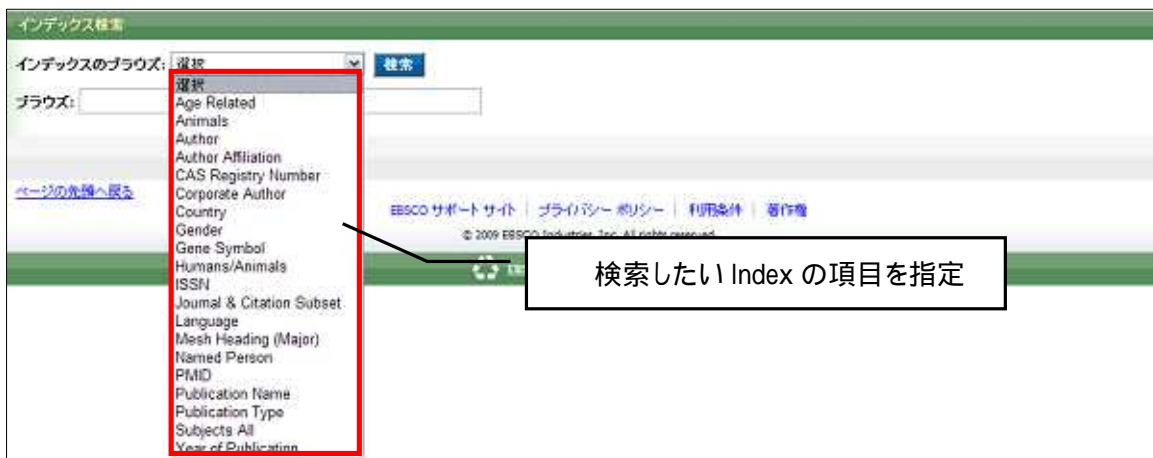 インデックス検索
インデックスのブラウズ: 選択 検索
ブラウズ:
選択
Age Related
Animals
Author
Author Affiliation
CAS Registry Number
Corporate Author
Country
Gender
Gene Symbol
Humans/Animals
ISSN
Journal & Citation Subset
Language
Mesh Heading (Major)
Named Person
PMID
Publication Name
Publication Type
Subjects All
Year of Publication
ページの先頭へ戻る
EBSCO サポート サイト | プライバシー ポリシー | 利用条件 | 著作権
© 2009 EBSCO Industries, Inc. All rights reserved.
検索したい Index の項目を指定